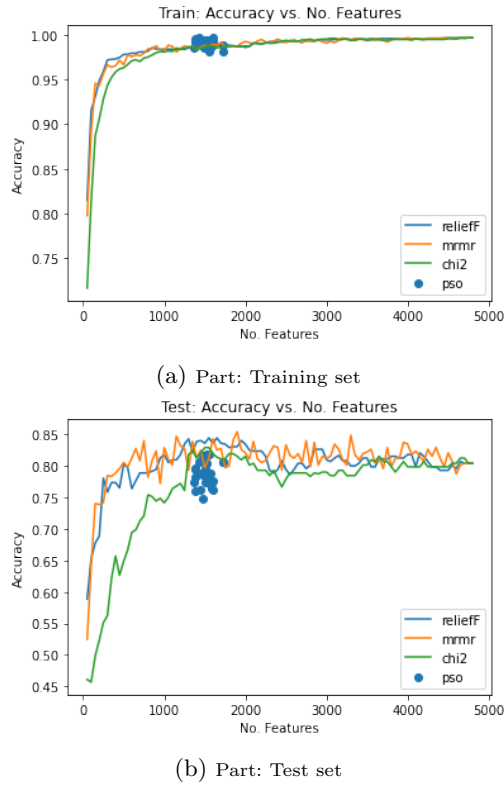 Train: Accuracy vs. No. Features
1.00
0.95
0.90
0.85
0.80
0.75
Accuracy
reliefF
mrmr
chi2
pso
0 1000 2000 3000 4000 5000
No. Features
(a) Part: Training set
Test: Accuracy vs. No. Features
0.85
0.80
0.75
0.70
0.65
0.60
0.55
0.50
0.45
Accuracy
reliefF
mrmr
chi2
pso
0 1000 2000 3000 4000 5000
No. Features
(b) Part: Test set